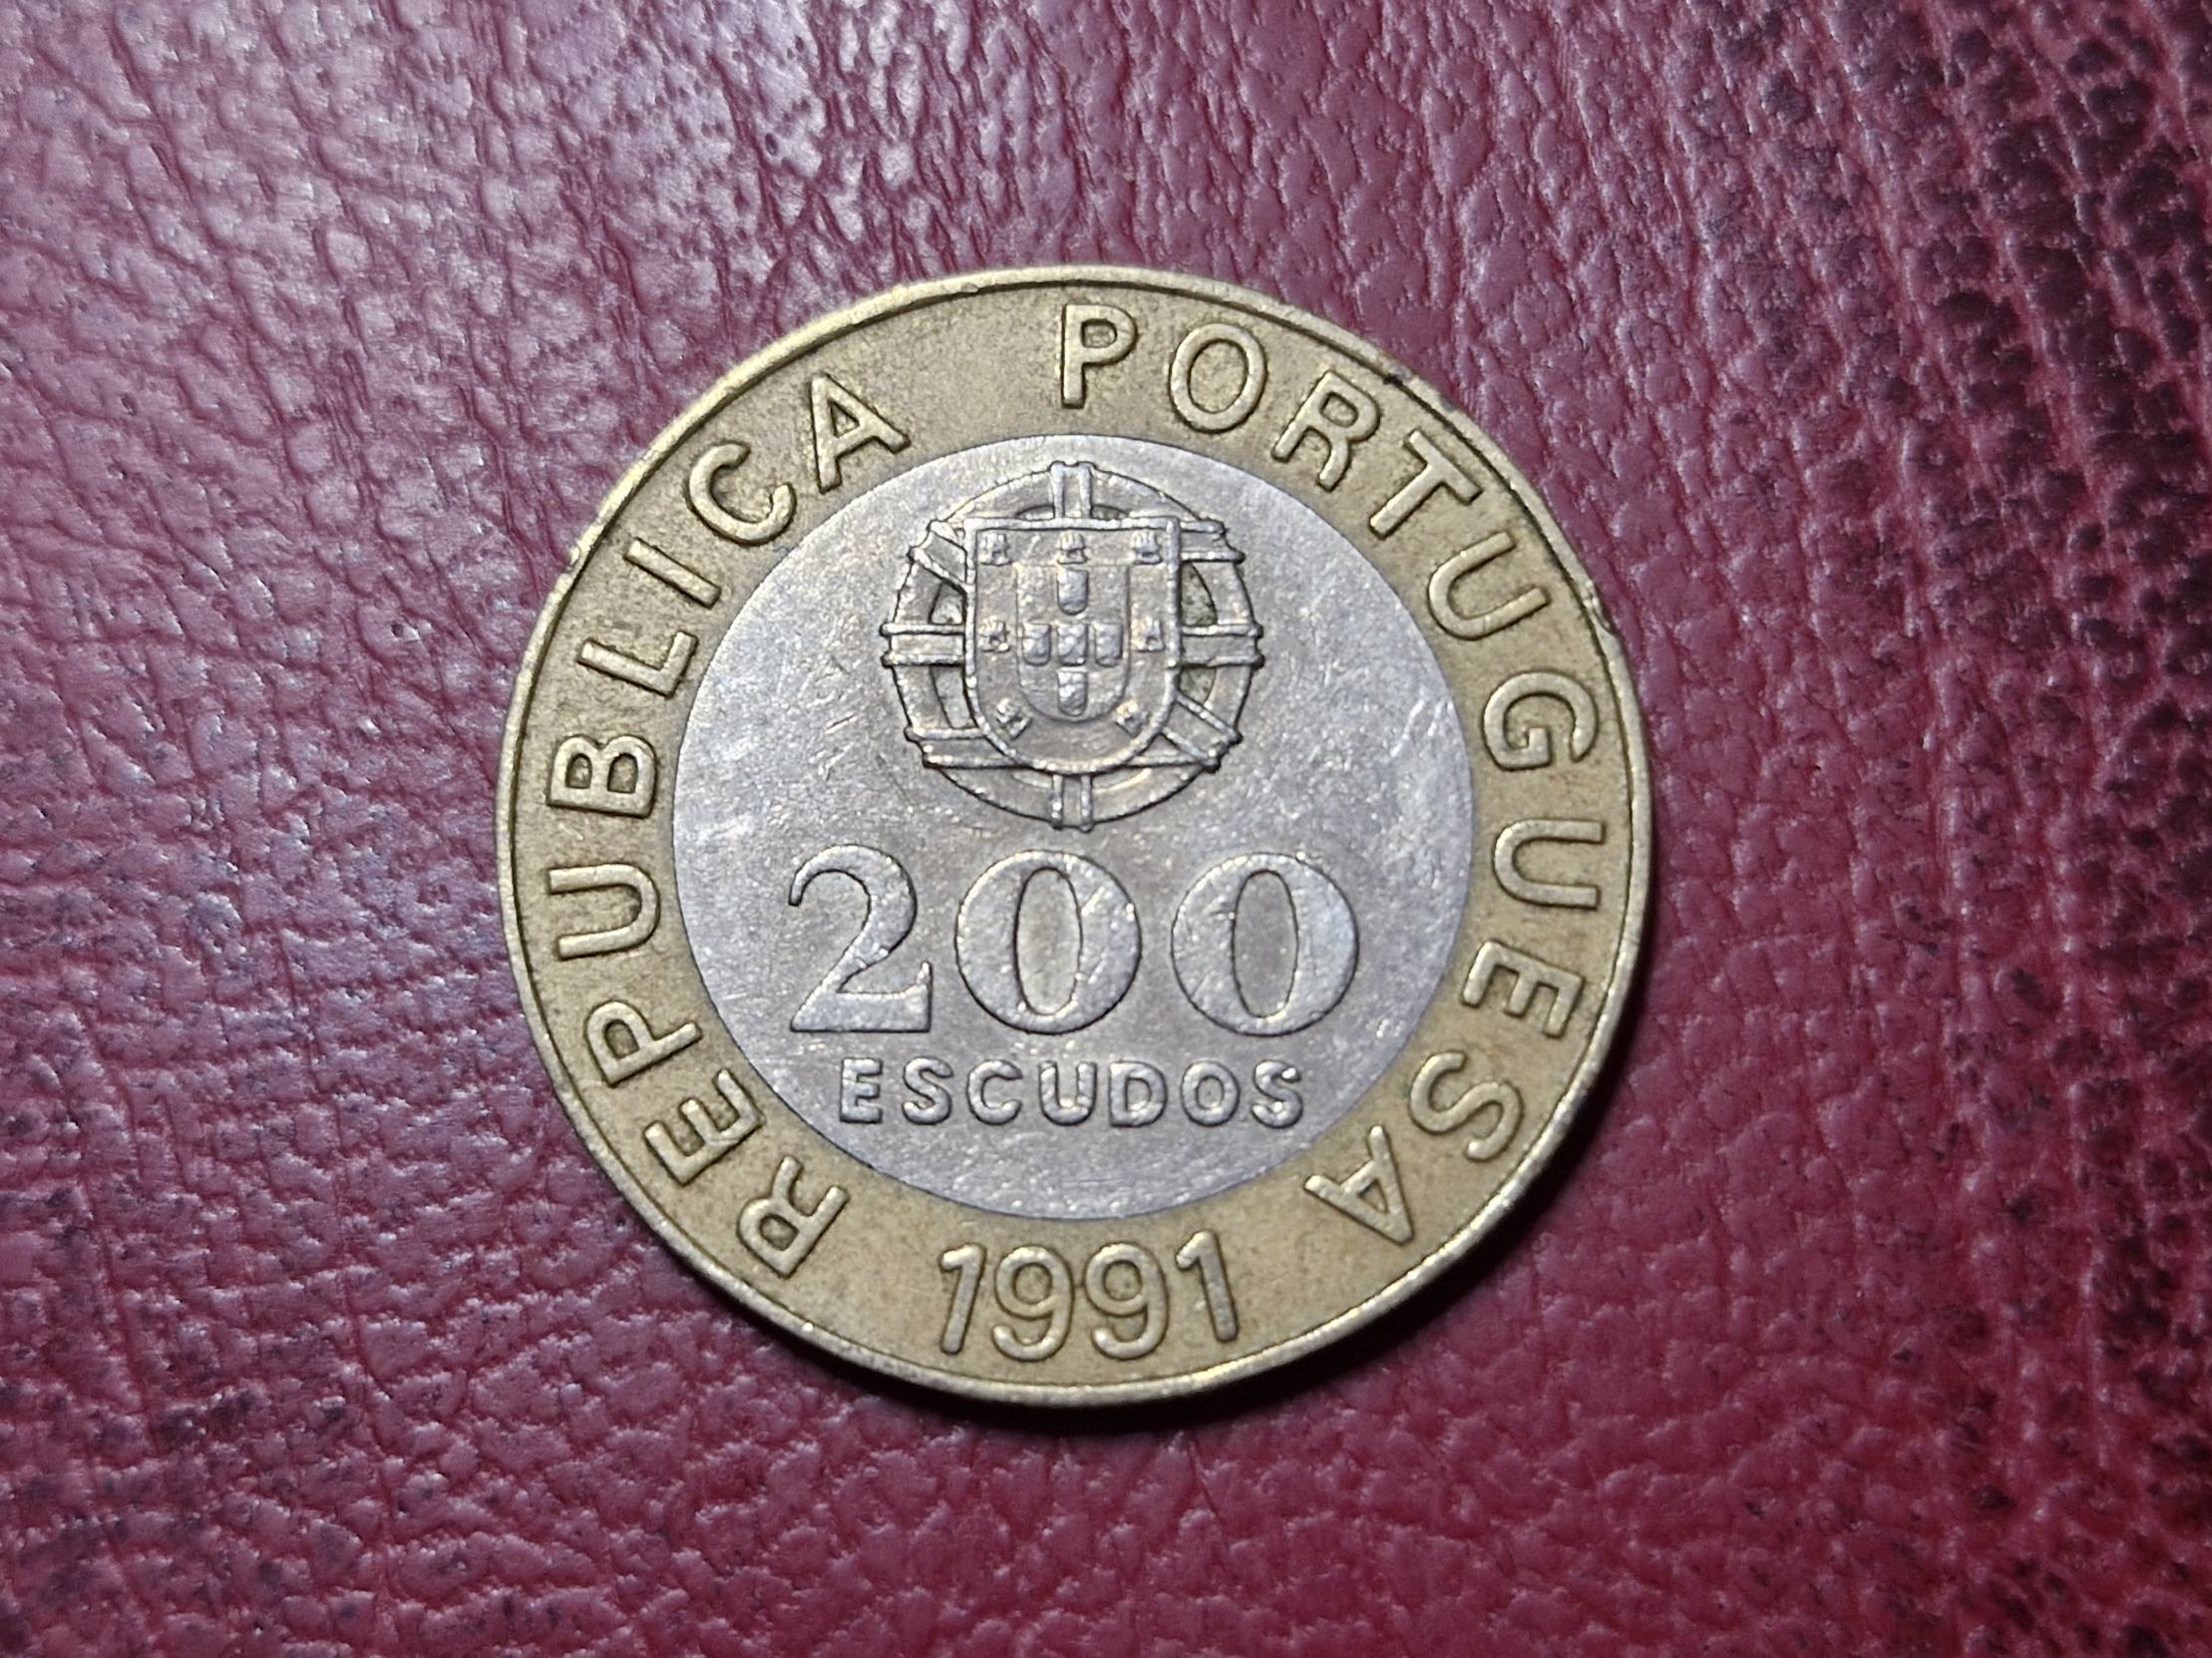 REPUBLICA PORTUGUESA
200
ESCUDOS
1991